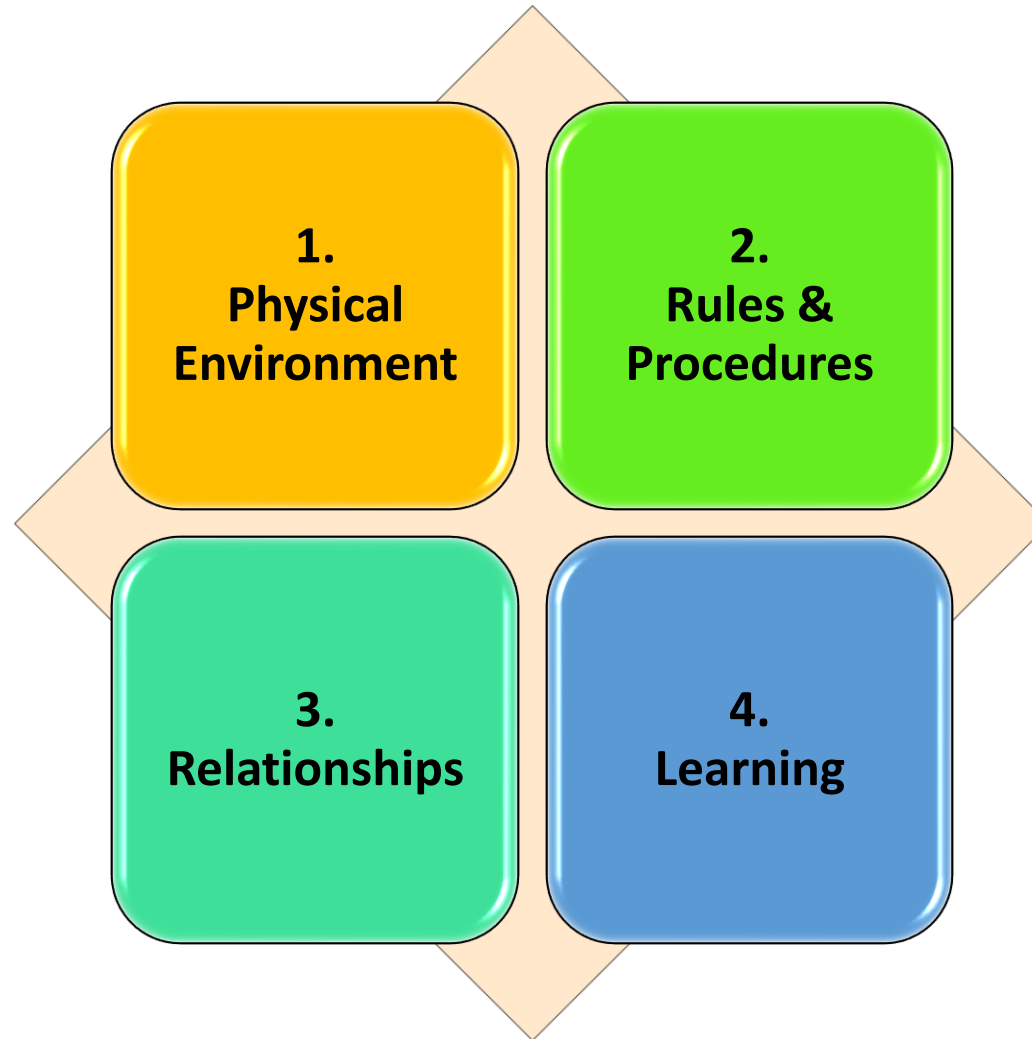 1.
Physical
Environment
2.
Rules &
Procedures
3.
Relationships
4.
Learning